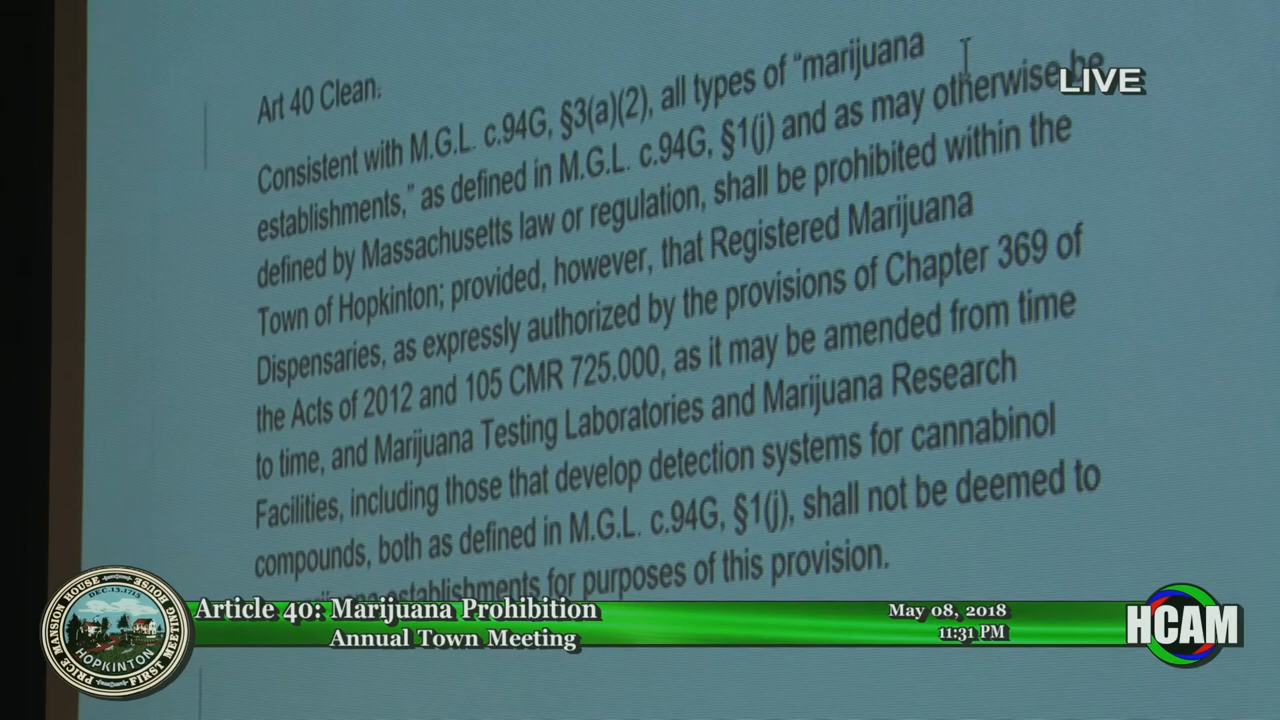 Art 40 Clean.
Consistent with M.G.L. c.94G, §3(a)(2), all types of “marijuana
establishments,” as defined in M.G.L. c.94G, §1(j) and as may otherwise be
defined by Massachusetts law or regulation, shall be prohibited within the
Town of Hopkinton; provided, however, that Registered Marijuana
Dispensaries, as expressly authorized by the provisions of Chapter 369 of
the Acts of 2012 and 105 CMR 725.000, as it may be amended from time
to time, and Marijuana Testing Laboratories and Marijuana Research
Facilities, including those that develop detection systems for cannabinol
compounds, both as defined in M.G.L. c.94G, §1(j), shall not be deemed to
establishments for purposes of this provision.
LIVE
Article 40: Marijuana Prohibition
Annual Town Meeting
May 08, 2018
11:31 PM
HCAM
PRICE MANSION HOUSE
HOUSE FIRST MEETING
DEC.13.1715
HOPKINTON